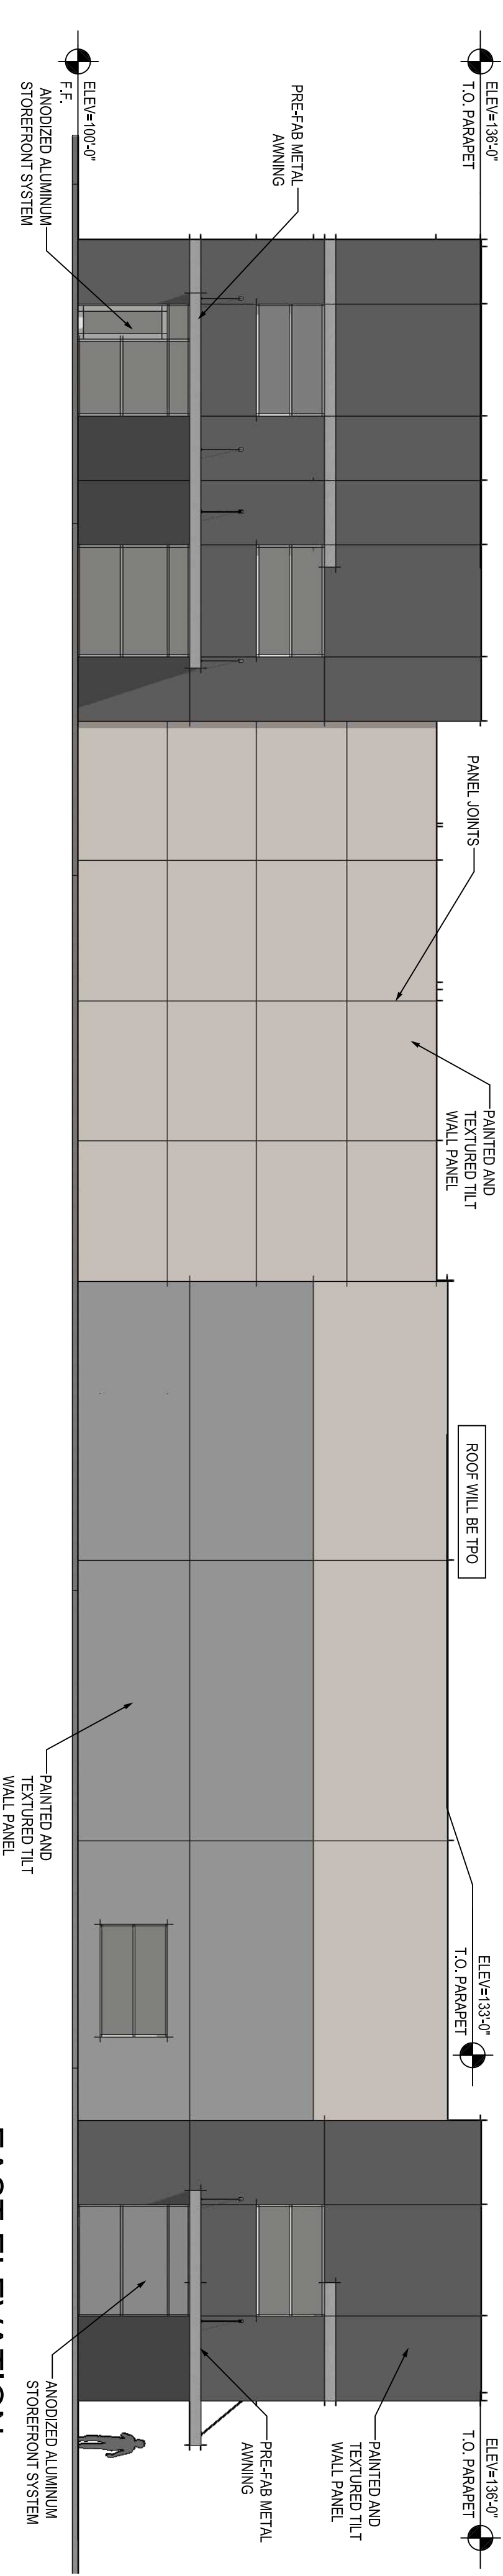 ELEV=136'-0"
T.O. PARAPET
ELEV=100'-0"
F.F.
ANODIZED ALUMINUM
STOREFRONT SYSTEM
PRE-FAB METAL
AWNING
PANEL JOINTS
PAINTED AND
TEXTURED TILT
WALL PANEL
ROOF WILL BE TPO
PAINTED AND
TEXTURED TILT
WALL PANEL
ELEV=133'-0"
T.O. PARAPET
ELEV=136'-0"
T.O. PARAPET
PAINTED AND
TEXTURED TILT
WALL PANEL
PRE-FAB METAL
AWNING
ANODIZED ALUMINUM
STOREFRONT SYSTEM
EAST ELEVATION